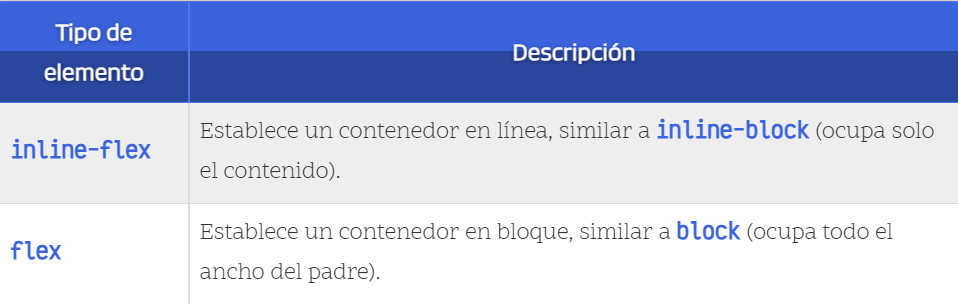 Tipo de
elemento
Descripción
inline-flex
Establece un contenedor en línea, similar a inline-block (ocupa solo
el contenido).
flex
Establece un contenedor en bloque, similar a block (ocupa todo el
ancho del padre).